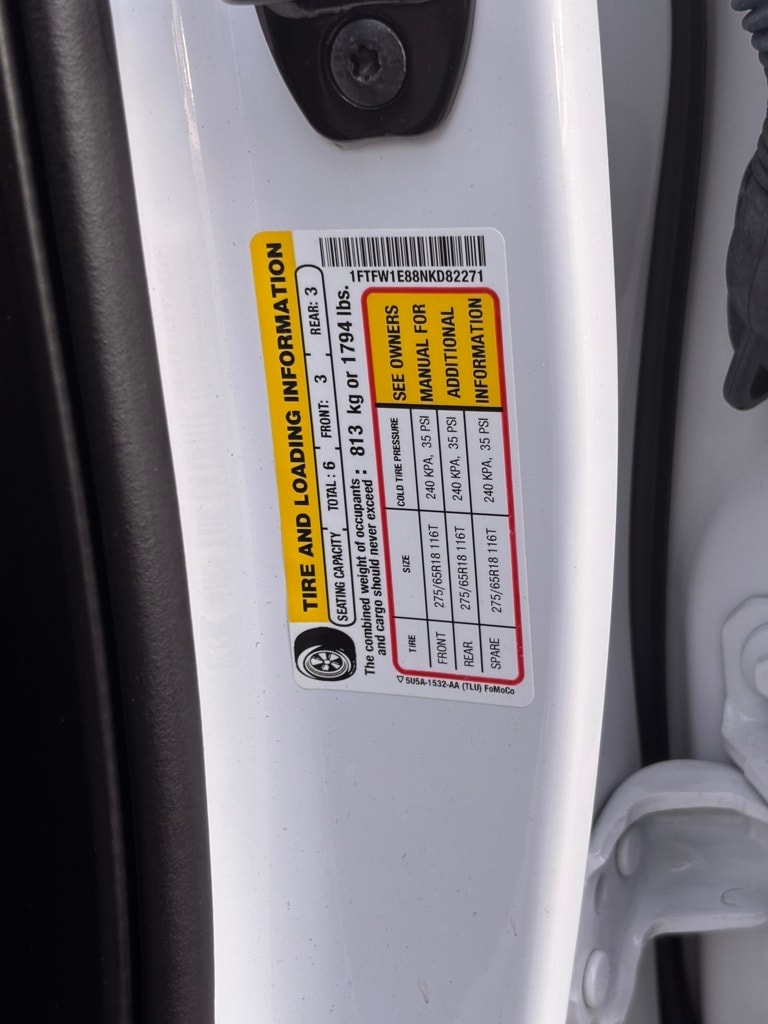 1FTFW1E88NKD82271
TIRE AND LOADING INFORMATION
SEATING CAPACITY TOTAL : 6 FRONT: 3 REAR: 3
The combined weight of occupants
and cargo should never exceed : 813 kg or 1794 lbs.
TIRE SIZE COLD TIRE PRESSURE
FRONT 275/65R18 116T 240 KPA, 35 PSI
REAR 275/65R18 116T 240 KPA, 35 PSI
SPARE 275/65R18 116T 240 KPA, 35 PSI
SEE OWNERS
MANUAL FOR
ADDITIONAL
INFORMATION
5U5A-1532-AA (TLU) FoMoCo